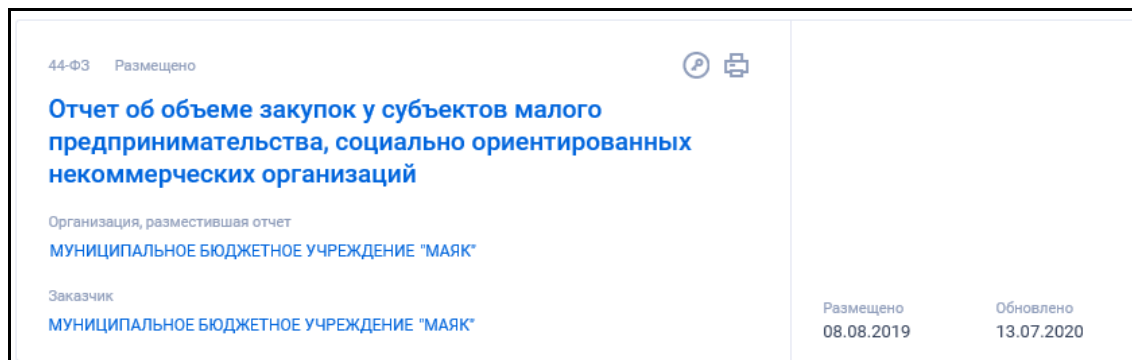 44-ФЗ Размещено
Отчет об объеме закупок у субъектов малого
предпринимательства, социально ориентированных
некоммерческих организаций
Организация, разместившая отчет
МУНИЦИПАЛЬНОЕ БЮДЖЕТНОЕ УЧРЕЖДЕНИЕ "МАЯК"
Заказчик
МУНИЦИПАЛЬНОЕ БЮДЖЕТНОЕ УЧРЕЖДЕНИЕ "МАЯК"
Размещено Обновлено
08.08.2019 13.07.2020